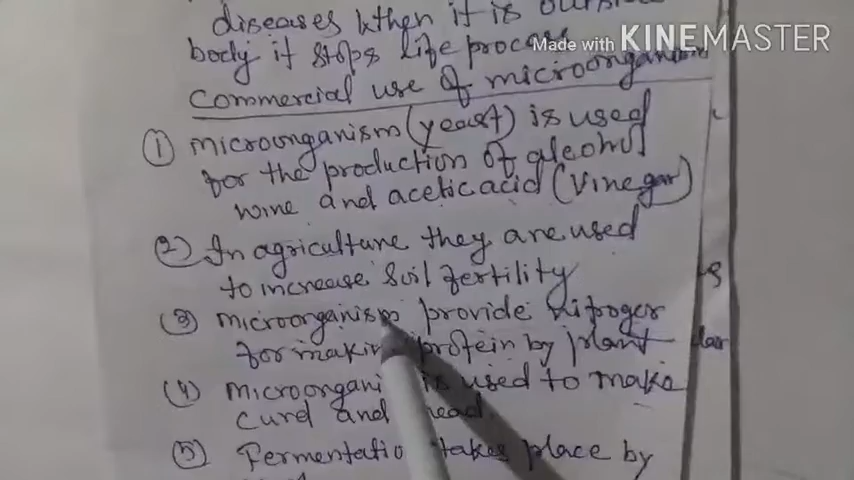 diseases when it is outside
body it stops life process
Made with KINEMASTER
commercial use of microorganism
① microorganism (yeast) is used
for the production of alcohol
wine and acetic acid (Vinegar)
② In agriculture they are used
to increase Soil fertility
③ microorganism provide nitrogen
for making protein by plant
④ microorgani is used to make
curd and read
⑤ Fermentation takes place by